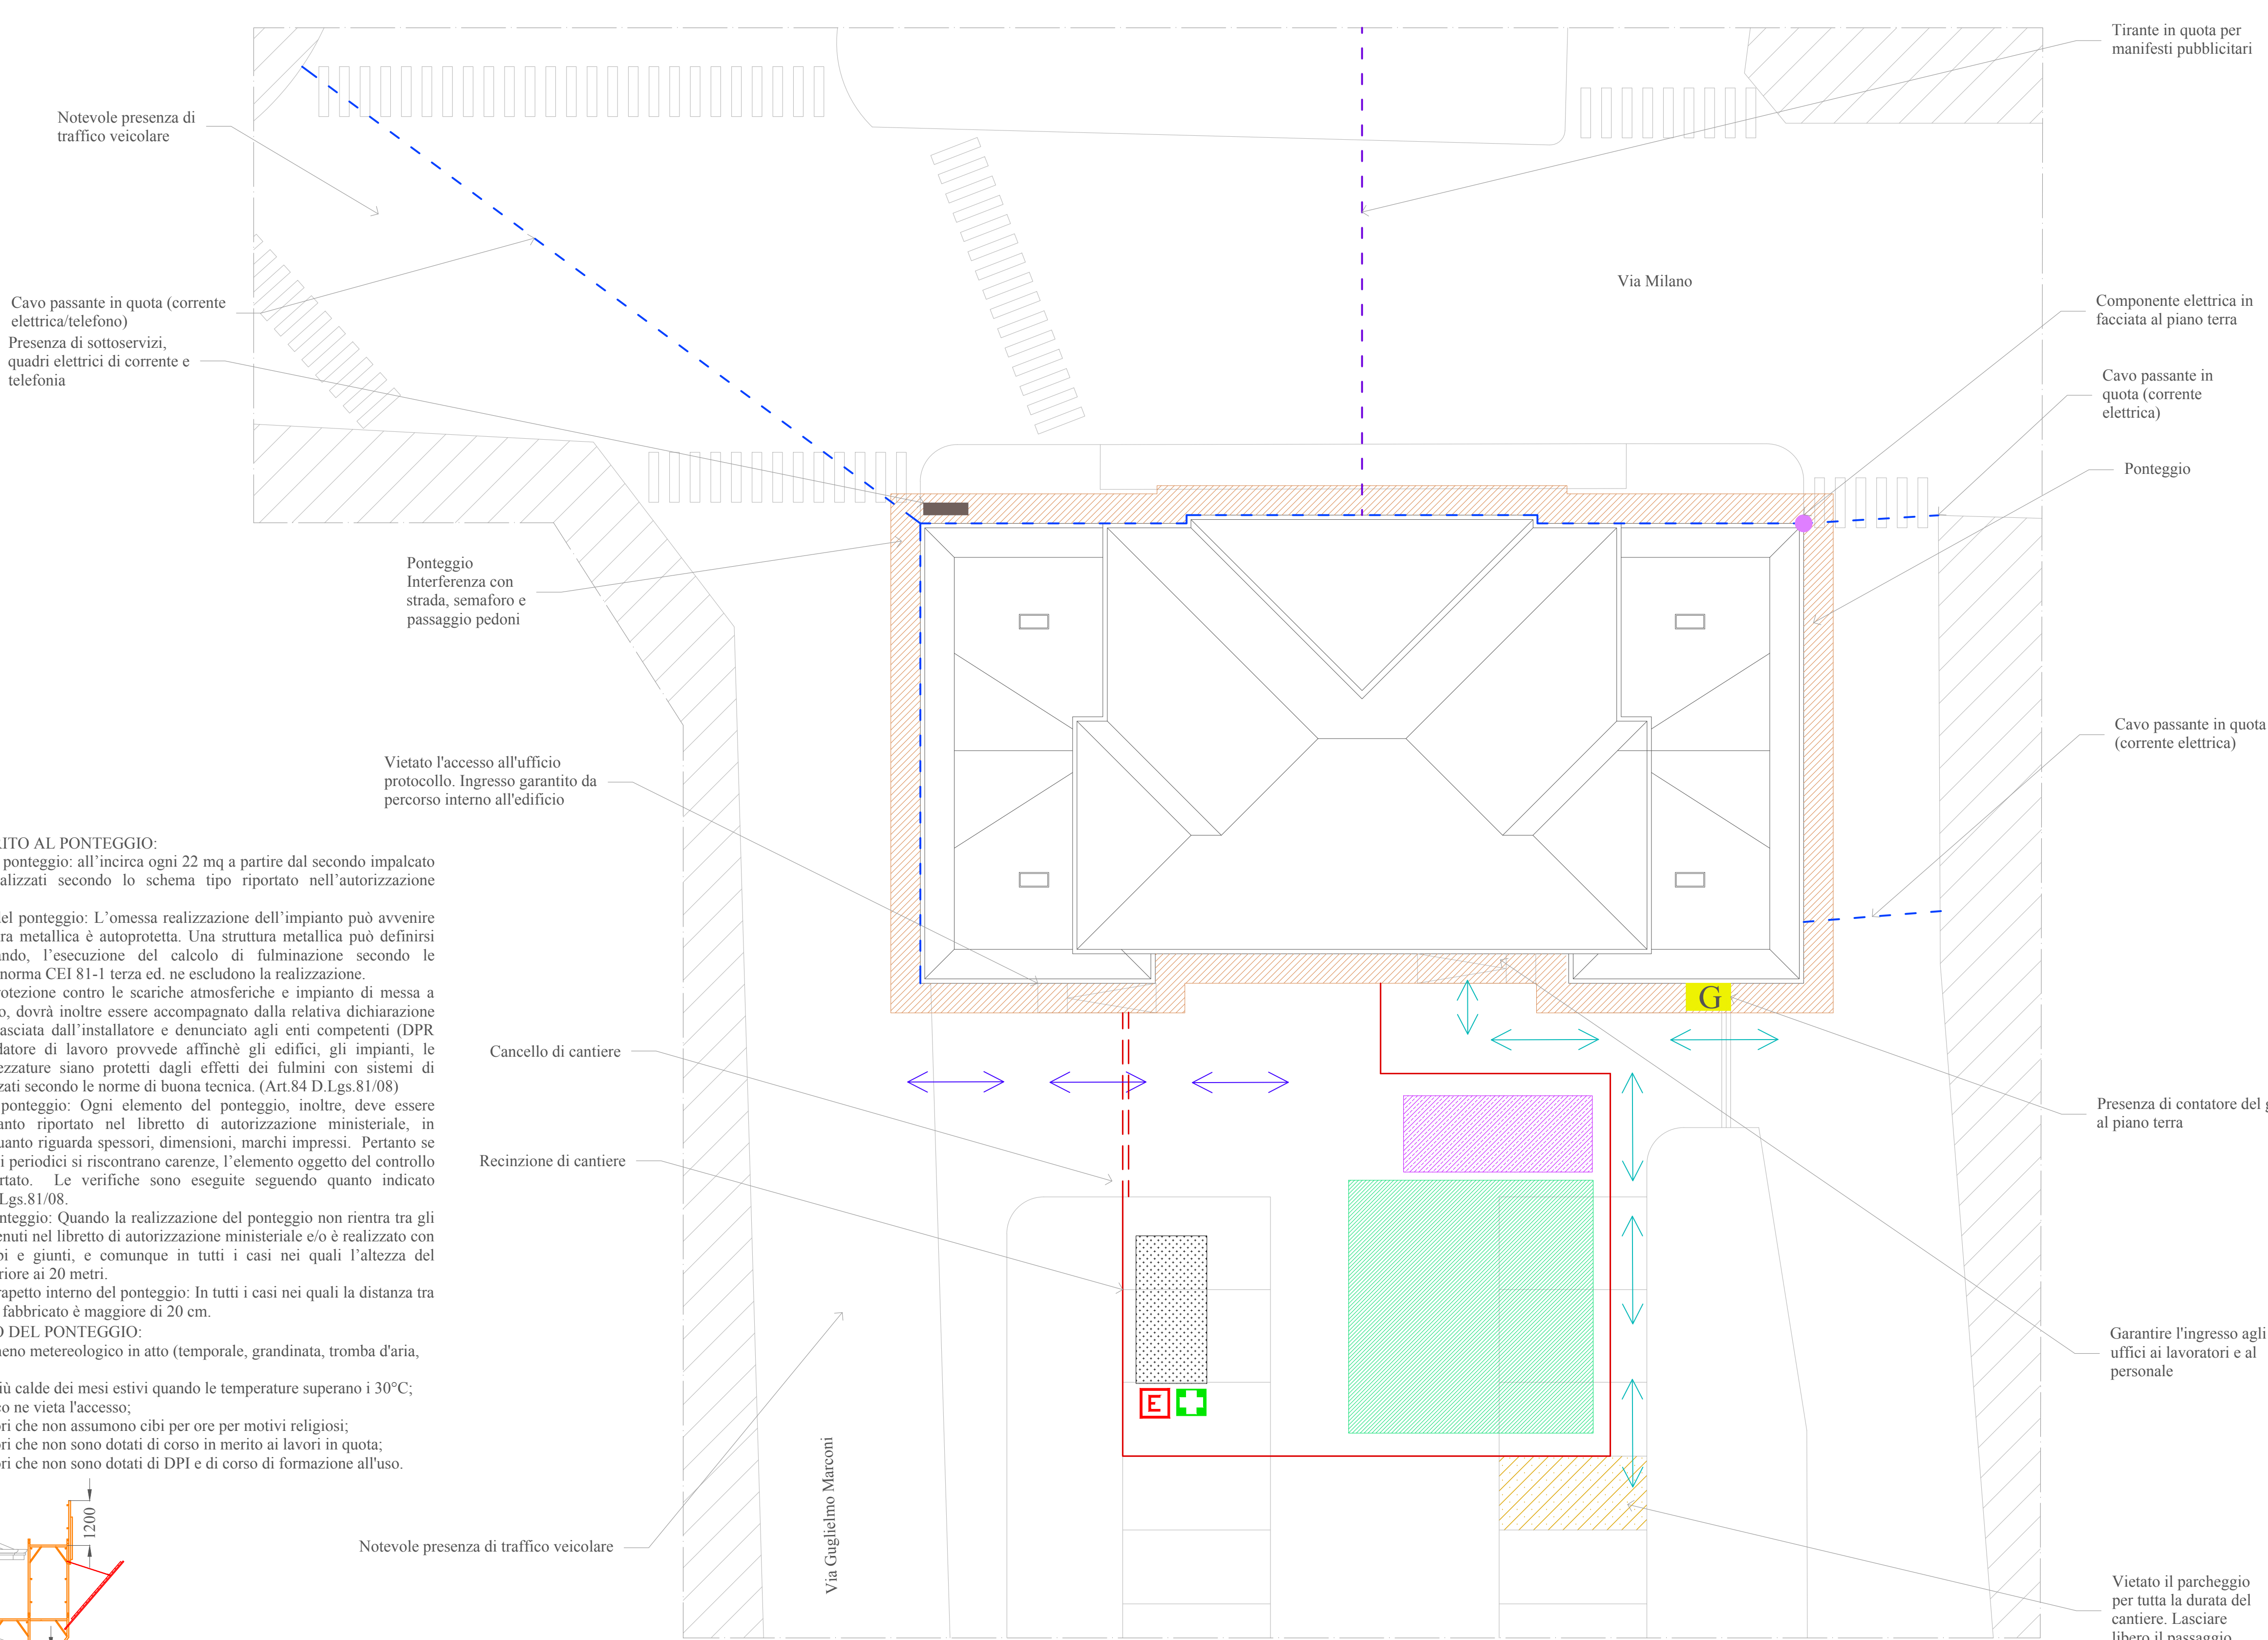 Tirante in quota per
manifesti pubblicitari
Notevole presenza di
traffico veicolare
Via Milano
Cavo passante in quota (corrente
elettrica/telefono)
Presenza di sottoservizi,
quadri elettrici di corrente e
telefonia
Componente elettrica in
facciata al piano terra
Cavo passante in
quota (corrente
elettrica)
Ponteggio
Ponteggio
Interferenza con
strada, semaforo e
passaggio pedoni
Cavo passante in quota
(corrente elettrica)
Vietato l'accesso all'ufficio
protocollo. Ingresso garantito da
percorso interno all'edificio
RITO AL PONTEGGIO:
ponteggio: all'incirca ogni 22 mq a partire dal secondo impalcato
alizzati secondo lo schema tipo riportato nell'autorizzazione
el ponteggio: L'omessa realizzazione dell'impianto può avvenire
ra metallica è autoprotetta. Una struttura metallica può definirsi
ando, l'esecuzione del calcolo di fulminazione secondo le
norma CEI 81-1 terza ed. ne escludono la realizzazione.
otezione contro le scariche atmosferiche e impianto di messa a
o, dovrà inoltre essere accompagnato dalla relativa dichiarazione
asciata dall'installatore e denunciato agli enti competenti (DPR
datore di lavoro provvede affinchè gli edifici, gli impianti, le
ezzature siano protetti dagli effetti dei fulmini con sistemi di
zati secondo le norme di buona tecnica. (Art.84 D.Lgs.81/08)
ponteggio: Ogni elemento del ponteggio, inoltre, deve essere
anto riportato nel libretto di autorizzazione ministeriale, in
uanto riguarda spessori, dimensioni, marchi impressi. Pertanto se
i periodici si riscontrano carenze, l'elemento oggetto del controllo
rtato. Le verifiche sono eseguite seguendo quanto indicato
Lgs.81/08.
nteggio: Quando la realizzazione del ponteggio non rientra tra gli
enuti nel libretto di autorizzazione ministeriale e/o è realizzato con
bi e giunti, e comunque in tutti i casi nei quali l'altezza del
riore ai 20 metri.
rapetto interno del ponteggio: In tutti i casi nei quali la distanza tra
fabbricato è maggiore di 20 cm.
O DEL PONTEGGIO:
neno metereologico in atto (temporale, grandinata, tromba d'aria,
iù calde dei mesi estivi quando le temperature superano i 30°C;
co ne vieta l'accesso;
ori che non assumono cibi per ore per motivi religiosi;
ori che non sono dotati di corso in merito ai lavori in quota;
ori che non sono dotati di DPI e di corso di formazione all'uso.
1200
G
Cancello di cantiere
Recinzione di cantiere
Presenza di contatore del g
al piano terra
E
Garantire l'ingresso agli
uffici ai lavoratori e al
personale
Via Guglielmo Marconi
Notevole presenza di traffico veicolare
Vietato il parcheggio
per tutta la durata del
cantiere. Lasciare
libero il passaggio